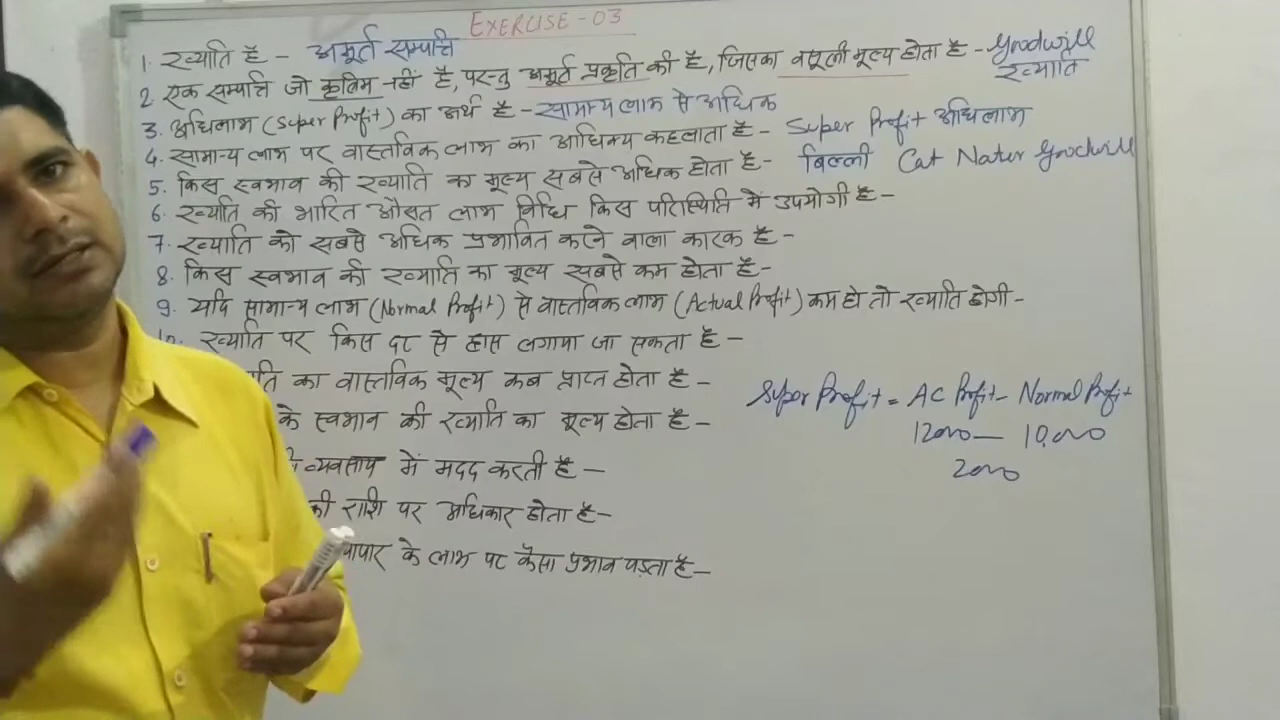 EXERCISE-03
1. ख्याति है - अमूर्त सम्पत्ति
2 एक सम्पत्ति जो कृत्रिम नहीं है, परन्तु अमूर्त प्रकृति की है, जिसका वसूली मूल्य होता है - Goodwill
ख्याति
3. अधिलाभ (Super Profit) का अर्थ है - सामान्य लाभ से अधिक
4. सामान्य लाभ पर वास्तविक लाभ का आधिक्य कहलाता है - Super Profit अधिलाभ
5. किस स्वभाव की ख्याति का मूल्य सबसे अधिक होता है - बिल्ली Cat Nater Goodwill
6. ख्याति की भारित औसत लाभ विधि किस परिस्थिति में उपयोगी है -
7. ख्याति को सबसे अधिक प्रभावित करने वाला कारक है -
8. किस स्वभाव की ख्याति का मूल्य सबसे कम होता है -
9. यदि सामान्य लाभ (Normal Profit) से वास्तविक लाभ (Actual Profit) कम हो तो ख्याति होगी -
10. ख्याति पर किस दर से ह्रास लगाया जा सकता है -
ति का वास्तविक मूल्य कब प्राप्त होता है -
के स्वभाव की ख्याति का मूल्य होता है -
व्यवसाय में मदद करती है -
की राशि पर अधिकार होता है -
यापार के लाभ पर कैसा प्रभाव पड़ता है -
Super Profit = AC Profit - Normal Profit
12000 - 10,000
2000